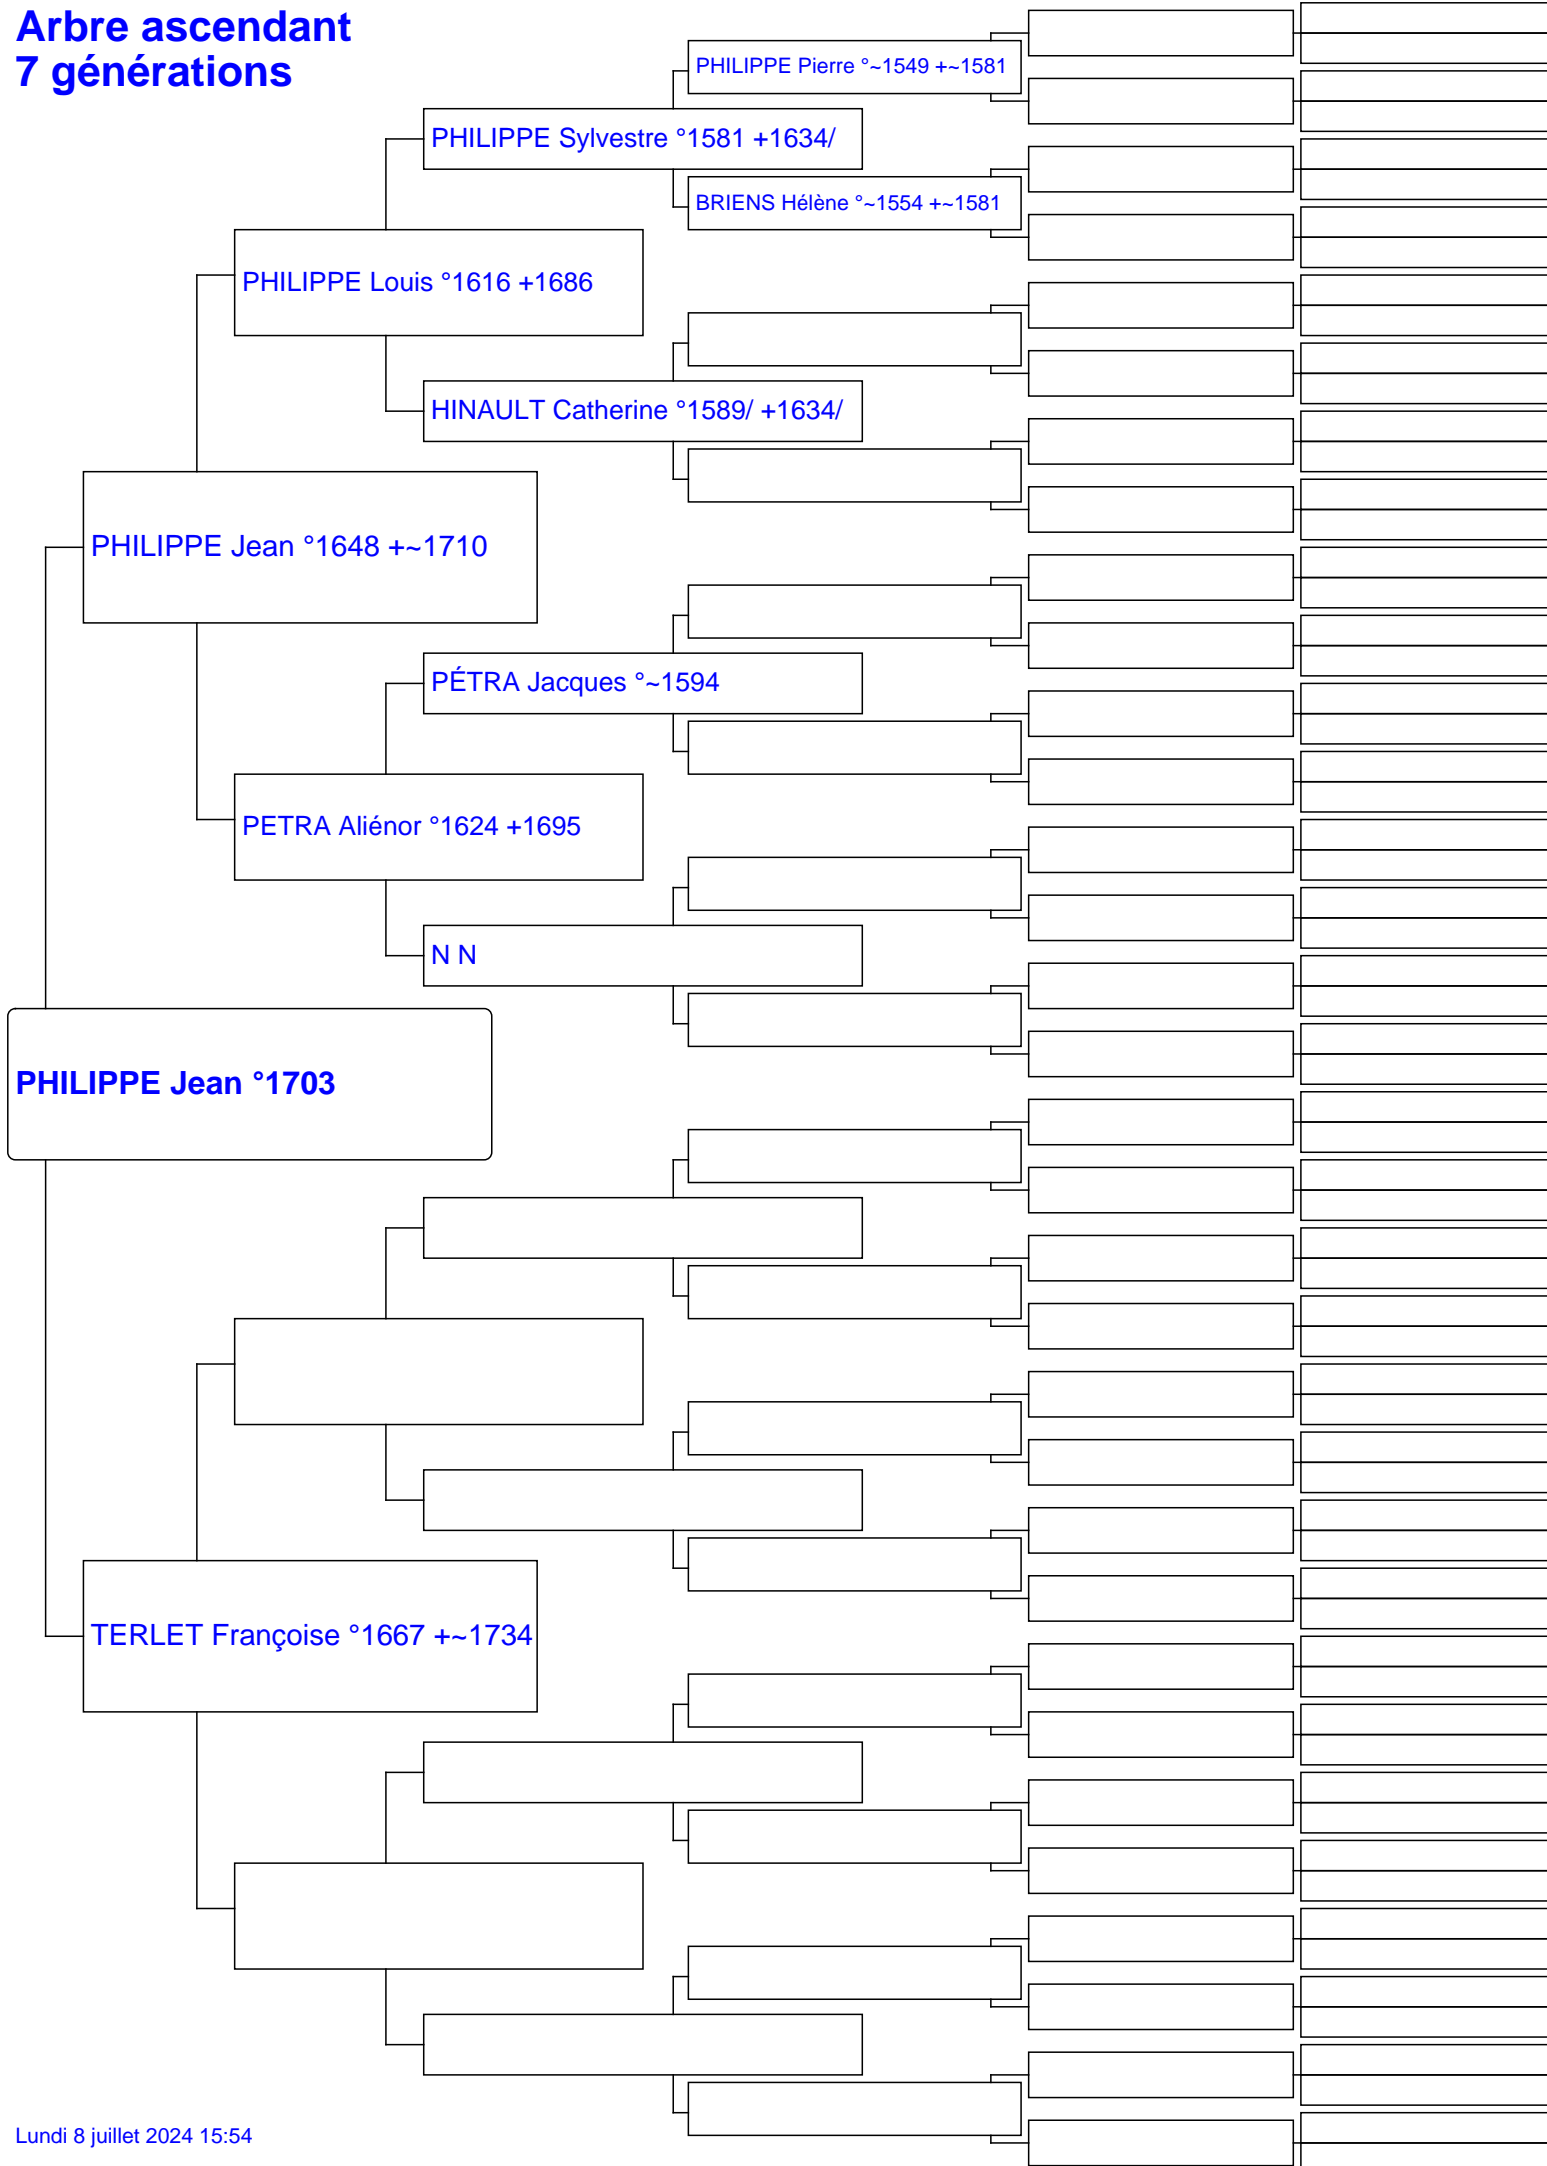 Arbre ascendant
7 générations
PHILIPPE Pierre °~1549 +~1581
PHILIPPE Sylvestre °1581 +1634/
BRIENS Hélène °~1554 +~1581
PHILIPPE Louis °1616 +1686
HINAULT Catherine °1589/ +1634/
PHILIPPE Jean °1648 +~1710
PÉTRA Jacques °~1594
PETRA Aliénor °1624 +1695
N N
PHILIPPE Jean °1703
TERLET Françoise °1667 +~1734
Lundi 8 juillet 2024 15:54